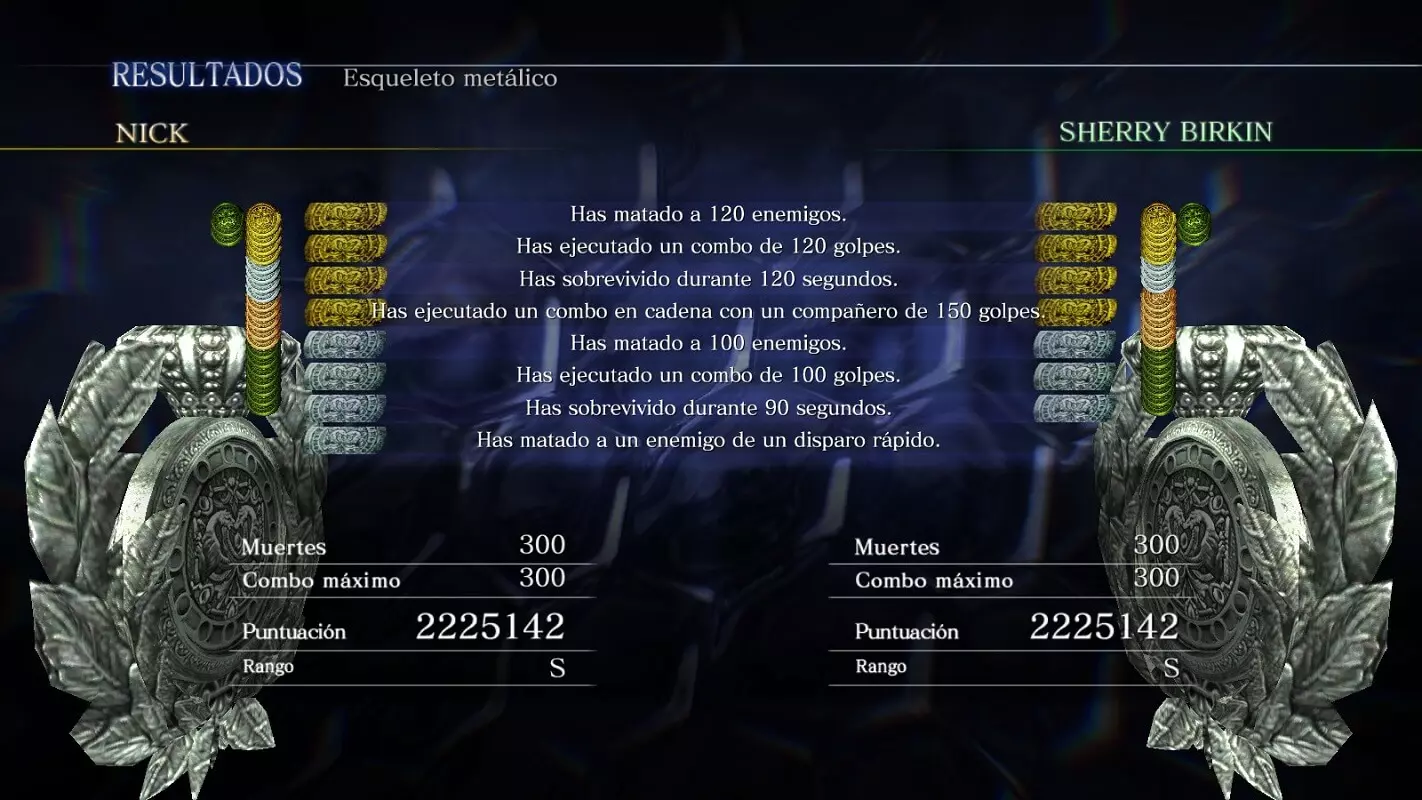 RESULTADOS Esqueleto metálico
NICK SHERRY BIRKIN
Has matado a 120 enemigos.
Has ejecutado un combo de 120 golpes.
Has sobrevivido durante 120 segundos.
Has ejecutado un combo en cadena con un compañero de 150 golpes.
Has matado a 100 enemigos.
Has ejecutado un combo de 100 golpes.
Has sobrevivido durante 90 segundos.
Has matado a un enemigo de un disparo rápido.
Muertes 300 Muertes 300
Combo máximo 300 Combo máximo 300
Puntuación 2225142 Puntuación 2225142
Rango S Rango S